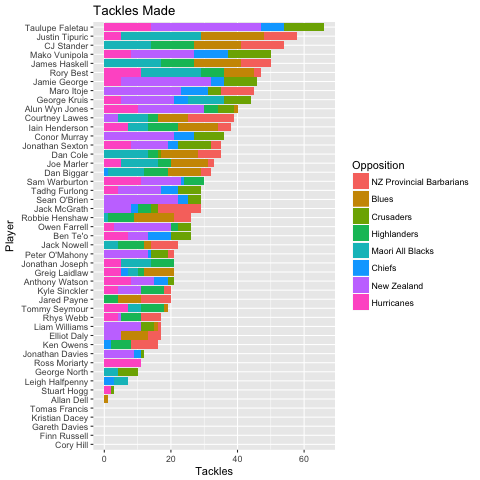 Tackles Made
Player
Taulupe Faletau
Justin Tipuric
CJ Stander
Mako Vunipola
James Haskell
Rory Best
Jamie George
Maro Itoje
George Kruis
Alun Wyn Jones
Courtney Lawes
Iain Henderson
Conor Murray
Jonathan Sexton
Dan Cole
Joe Marler
Dan Biggar
Sam Warburton
Tadhg Furlong
Sean O'Brien
Jack McGrath
Robbie Henshaw
Owen Farrell
Ben Te'o
Jack Nowell
Peter O'Mahony
Jonathan Joseph
Greig Laidlaw
Anthony Watson
Kyle Sinckler
Jared Payne
Tommy Seymour
Rhys Webb
Liam Williams
Elliot Daly
Ken Owens
Jonathan Davies
Ross Moriarty
George North
Leigh Halfpenny
Stuart Hogg
Allan Dell
Tomas Francis
Kristian Dacey
Gareth Davies
Finn Russell
Cory Hill
0 20 40 60
Tackles
Opposition
NZ Provincial Barbarians
Blues
Crusaders
Highlanders
Maori All Blacks
Chiefs
New Zealand
Hurricanes